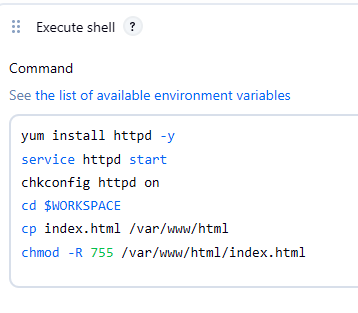 Execute shell ?
Command
See the list of available environment variables
yum install httpd -y
service httpd start
chkconfig httpd on
cd $WORKSPACE
cp index.html /var/www/html
chmod -R 755 /var/www/html/index.html